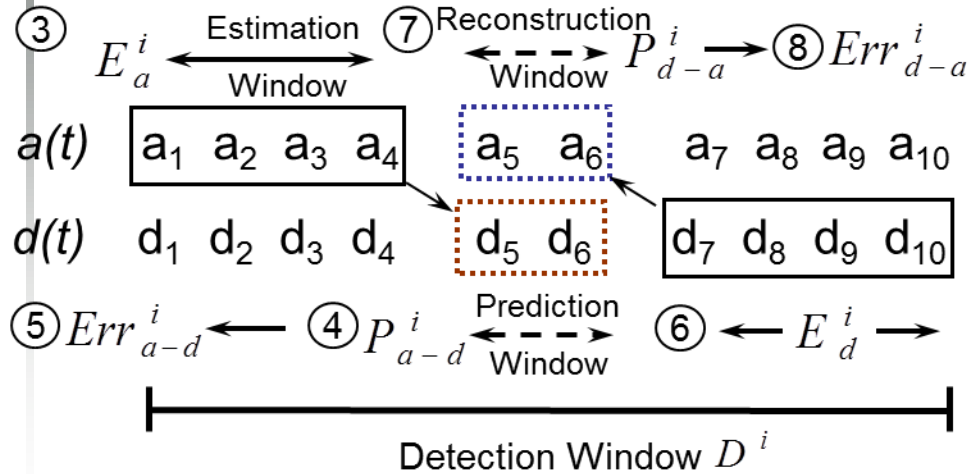 ③ E_a^i Estimation Window ⑦ Reconstruction Window P_{d-a}^i ⑧ Err_{d-a}^i
a(t) a₁ a₂ a₃ a₄ a₅ a₆ a₇ a₈ a₉ a₁₀
d(t) d₁ d₂ d₃ d₄ d₅ d₆ d₇ d₈ d₉ d₁₀
⑤ Err_{a-d}^i ④ P_{a-d}^i Prediction Window ⑥ E_d^i
Detection Window D^i